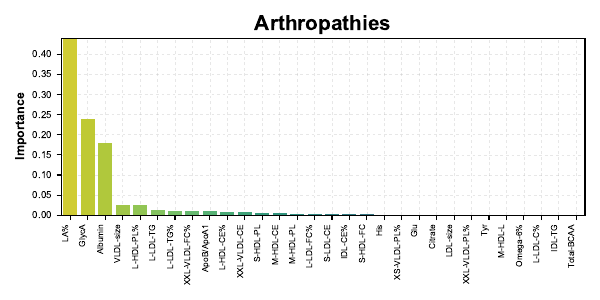 Arthropathies
Importance
0.40
0.35
0.30
0.25
0.20
0.15
0.10
0.05
0.00
LA%
GlycA
Albumin
VLDL-size
L-HDL-PL%
L-LDL-TG
L-LDL-TG%
XXL-VLDL-FC%
ApoB/ApoA1
L-HDL-CE%
XXL-VLDL-CE
S-HDL-PL
M-HDL-CE
M-HDL-PL
L-LDL-FC%
S-LDL-CE
IDL-CE%
S-HDL-FC
His
XS-VLDL-PL%
Glu
Citrate
LDL-size
XXL-VLDL-PL%
Tyr
M-HDL-L
Omega-6%
L-LDL-C%
IDL-TG
Total-BCAA